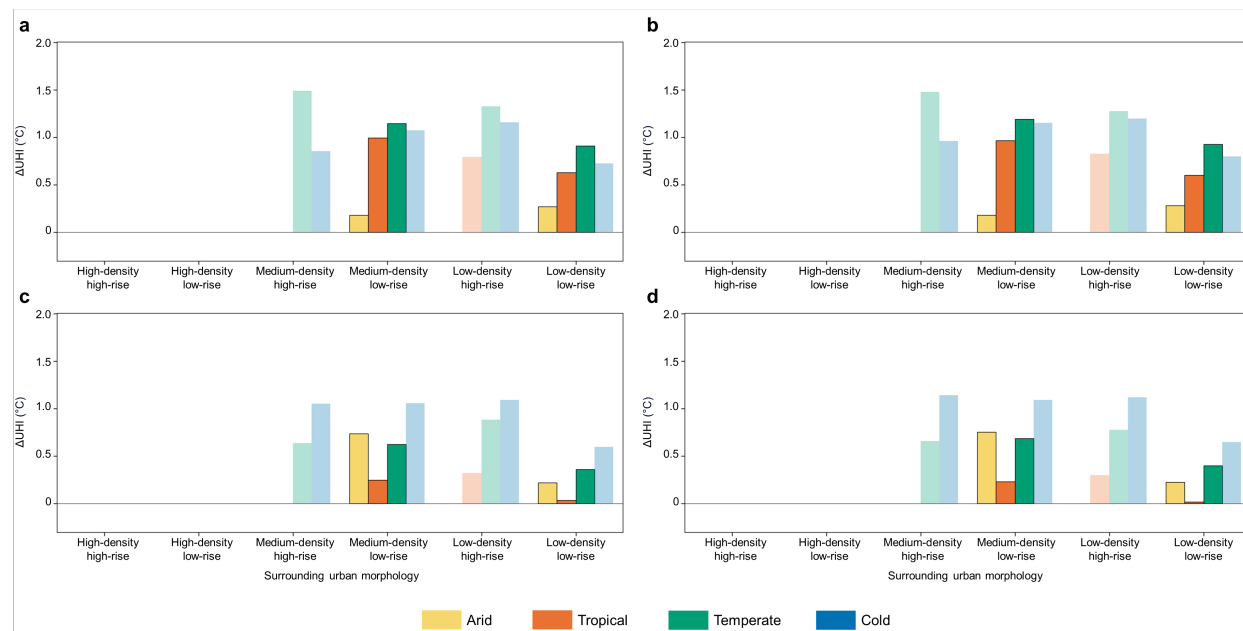 a
b
2.0
1.5
1.0
0.5
0
ΔUHI (°C)
High-density
high-rise
High-density
low-rise
Medium-density
high-rise
Medium-density
low-rise
Low-density
high-rise
Low-density
low-rise
2.0
1.5
1.0
0.5
0
ΔUHI (°C)
High-density
high-rise
High-density
low-rise
Medium-density
high-rise
Medium-density
low-rise
Low-density
high-rise
Low-density
low-rise
c
d
2.0
1.5
1.0
0.5
0
ΔUHI (°C)
High-density
high-rise
High-density
low-rise
Medium-density
high-rise
Medium-density
low-rise
Low-density
high-rise
Low-density
low-rise
Surrounding urban morphology
2.0
1.5
1.0
0.5
0
ΔUHI (°C)
High-density
high-rise
High-density
low-rise
Medium-density
high-rise
Medium-density
low-rise
Low-density
high-rise
Low-density
low-rise
Surrounding urban morphology
Arid
Tropical
Temperate
Cold